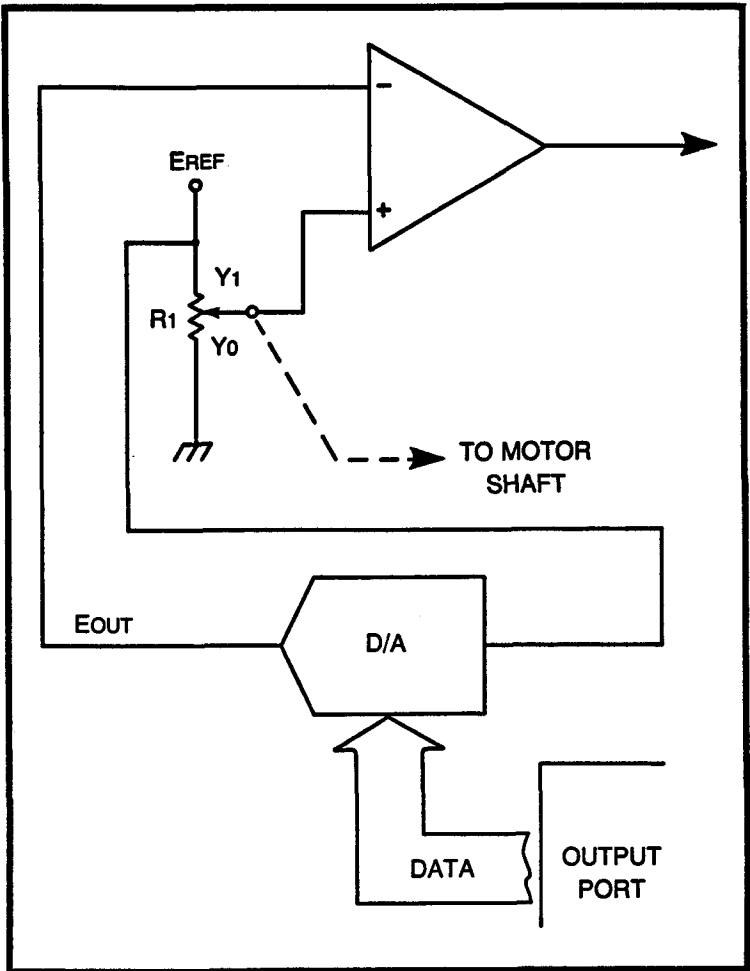 −
EREF
+
Y1
R1
Y0
TO MOTOR
SHAFT
EOUT
D/A
DATA
OUTPUT
PORT